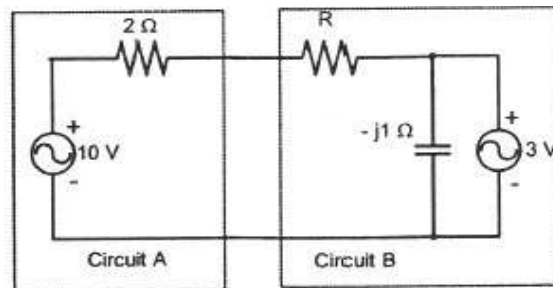 2 Ω
R
+
10 V
-
- j1 Ω
+
3 V
-
Circuit A
Circuit B